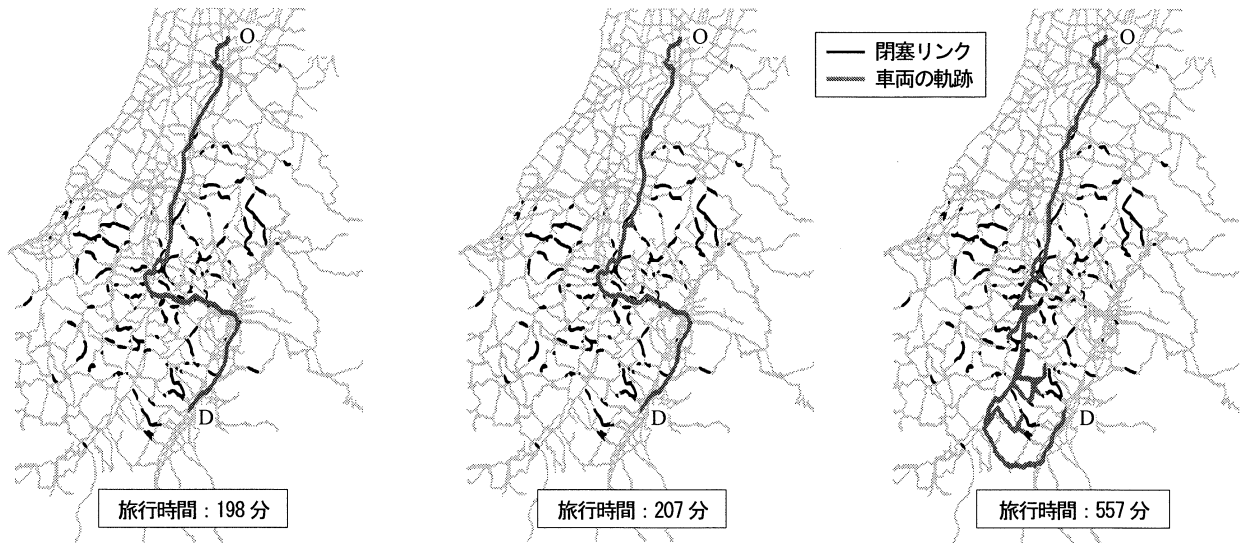 O
O
O
閉塞リンク
車両の軌跡
D
D
D
旅行時間：198 分
旅行時間：207 分
旅行時間：557 分